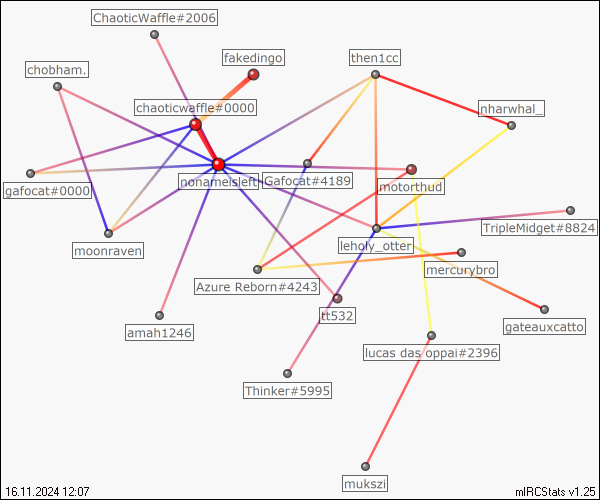 ChaoticWaffle#2006
fakedingo
then1cc
chobham.
chaoticwaffle#0000
nharwhal_
gafocat#0000
nonameisleft
Gafocat#4189
motorthud
TripleMidget#8824
moonraven
leholy_otter
mercurybro
Azure Reborn#4243
tt532
gateauxcatto
amah1246
lucas das oppai#2396
Thinker#5995
mukszi
16.11.2024 12:07
mIRCStats v1.25